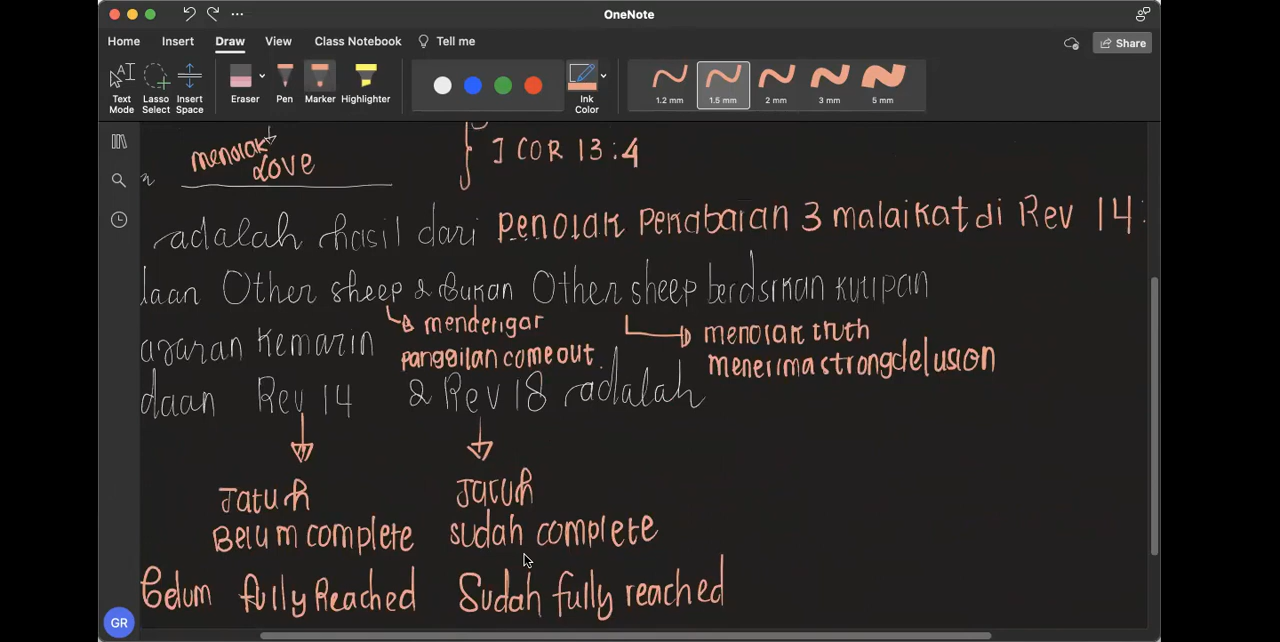 OneNote
Home Insert Draw View Class Notebook Tell me
Share
Text Mode
Lasso Select
Insert Space
Eraser
Pen
Marker
Highlighter
Ink Color
1.2 mm
1.5 mm
2 mm
3 mm
5 mm
menolak
Love
I COR 13:4
adalah hasil dari penolak Pekabaran 3 malaikat di Rev 14:
daan Other sheep & Bukan Other sheep berdsrkan kutipan
mendengar
panggilan come out
menolak truth
menerima strong delusion
ajaran kemarin
daan Rev 14 & Rev 18 adalah
Jatuh
Belum complete
Jatuh
sudah complete
Belum fully Reached
Sudah fully reached
GR